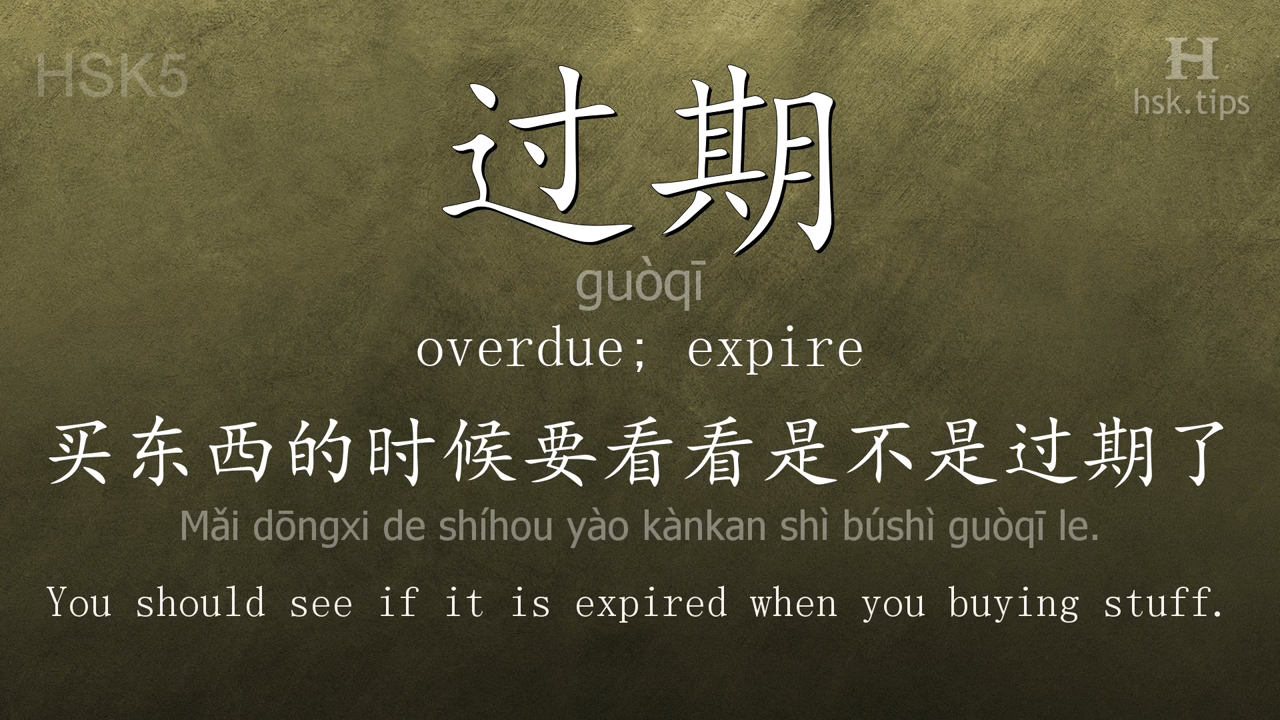 HSK5
H
hsk.tips
过期
guòqī
overdue; expire
买东西的时候要看看是不是过期了
Mǎi dōngxi de shíhou yào kànkan shì búshì guòqī le.
You should see if it is expired when you buying stuff.